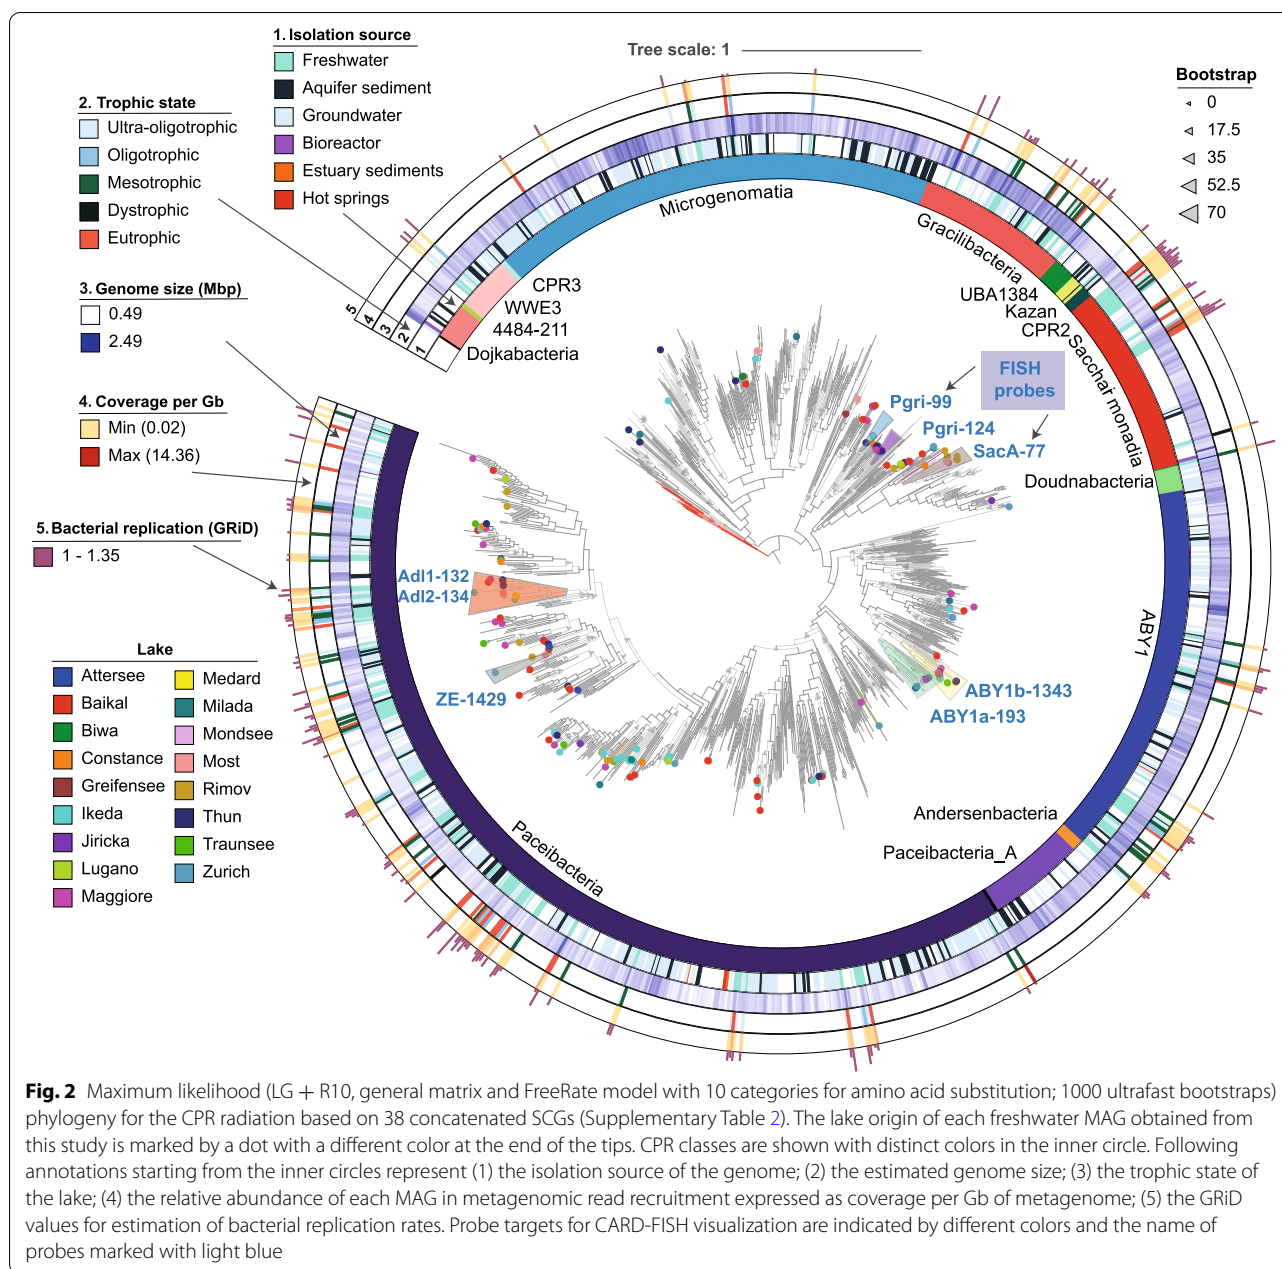 Tree scale: 1
1. Isolation source
Freshwater
Aquifer sediment
Groundwater
Bioreactor
Estuary sediments
Hot springs
2. Trophic state
Ultra-oligotrophic
Oligotrophic
Mesotrophic
Dystrophic
Eutrophic
3. Genome size (Mbp)
0.49
2.49
4. Coverage per Gb
Min (0.02)
Max (14.36)
5. Bacterial replication (GRiD)
1 - 1.35
Bootstrap
0
17.5
35
52.5
70
5
4
3
2
1
Microgenomatia
Gracilibacteria
CPR3
WWE3
4484-211
Dojkabacteria
UBA1384
Kazan
CPR2
Sacchai monadia
Doudnabacteria
ABY1
Andersenbacteria
Paceibacteria_A
Paceibacteria
FISH
probes
Pgri-99
Pgri-124
SacA-77
Adl1-132
Adl2-134
ZE-1429
ABY1b-1343
ABY1a-193
Lake
Attersee
Baikal
Biwa
Constance
Greifensee
Ikeda
Jiricka
Lugano
Maggiore
Medard
Milada
Mondsee
Most
Rimov
Thun
Traunsee
Zurich
Fig. 2 Maximum likelihood (LG + R10, general matrix and FreeRate model with 10 categories for amino acid substitution; 1000 ultrafast bootstraps)
phylogeny for the CPR radiation based on 38 concatenated SCGs (Supplementary Table 2). The lake origin of each freshwater MAG obtained from
this study is marked by a dot with a different color at the end of the tips. CPR classes are shown with distinct colors in the inner circle. Following
annotations starting from the inner circles represent (1) the isolation source of the genome; (2) the estimated genome size; (3) the trophic state of
the lake; (4) the relative abundance of each MAG in metagenomic read recruitment expressed as coverage per Gb of metagenome; (5) the GRiD
values for estimation of bacterial replication rates. Probe targets for CARD-FISH visualization are indicated by different colors and the name of
probes marked with light blue